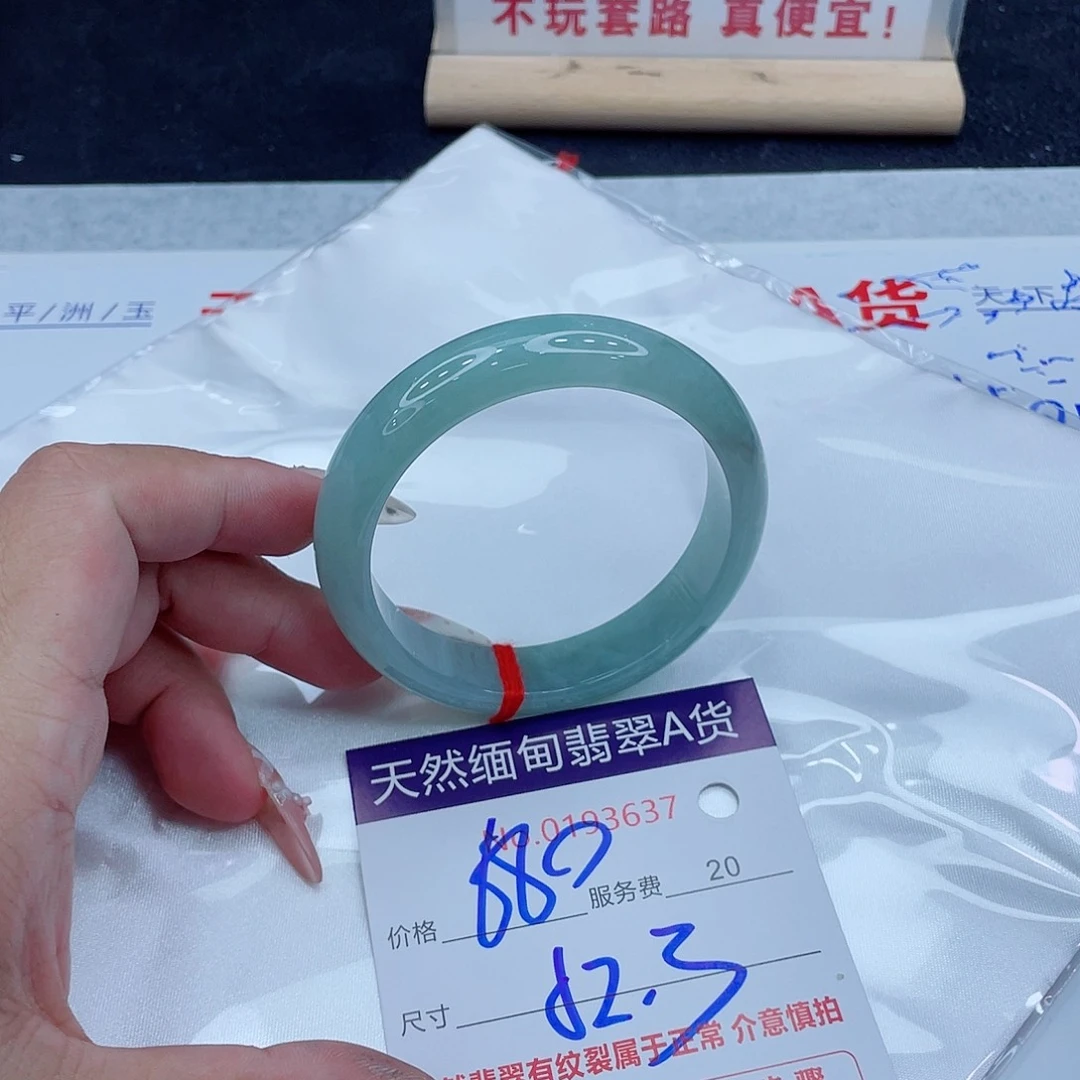 不玩套路 真便宜!
平/洲/玉
货
天然缅甸翡翠A货
No.0193637
价格 880 服务费 20
尺寸 62.3
翡翠有纹裂属于正常 介意慎拍